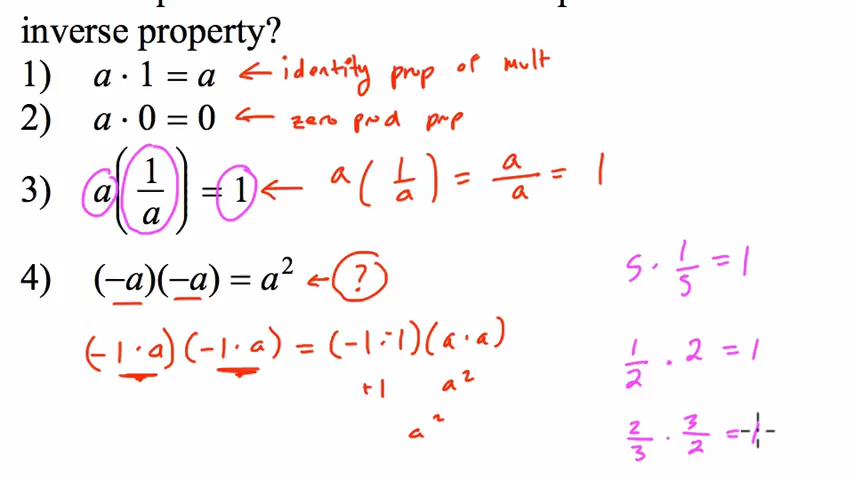 inverse property?
1) a · 1 = a ← identity prop of mult
2) a · 0 = 0 ← zero prod prop
3) a(1/a) = 1 ← a(1/a) = a/a = 1
4) (–a)(–a) = a² ← ?
(-1·a)(-1·a) = (-1·-1)(a·a)
+1 a²
a²
5 · 1/5 = 1
1/2 · 2 = 1
2/3 · 3/2 = 1